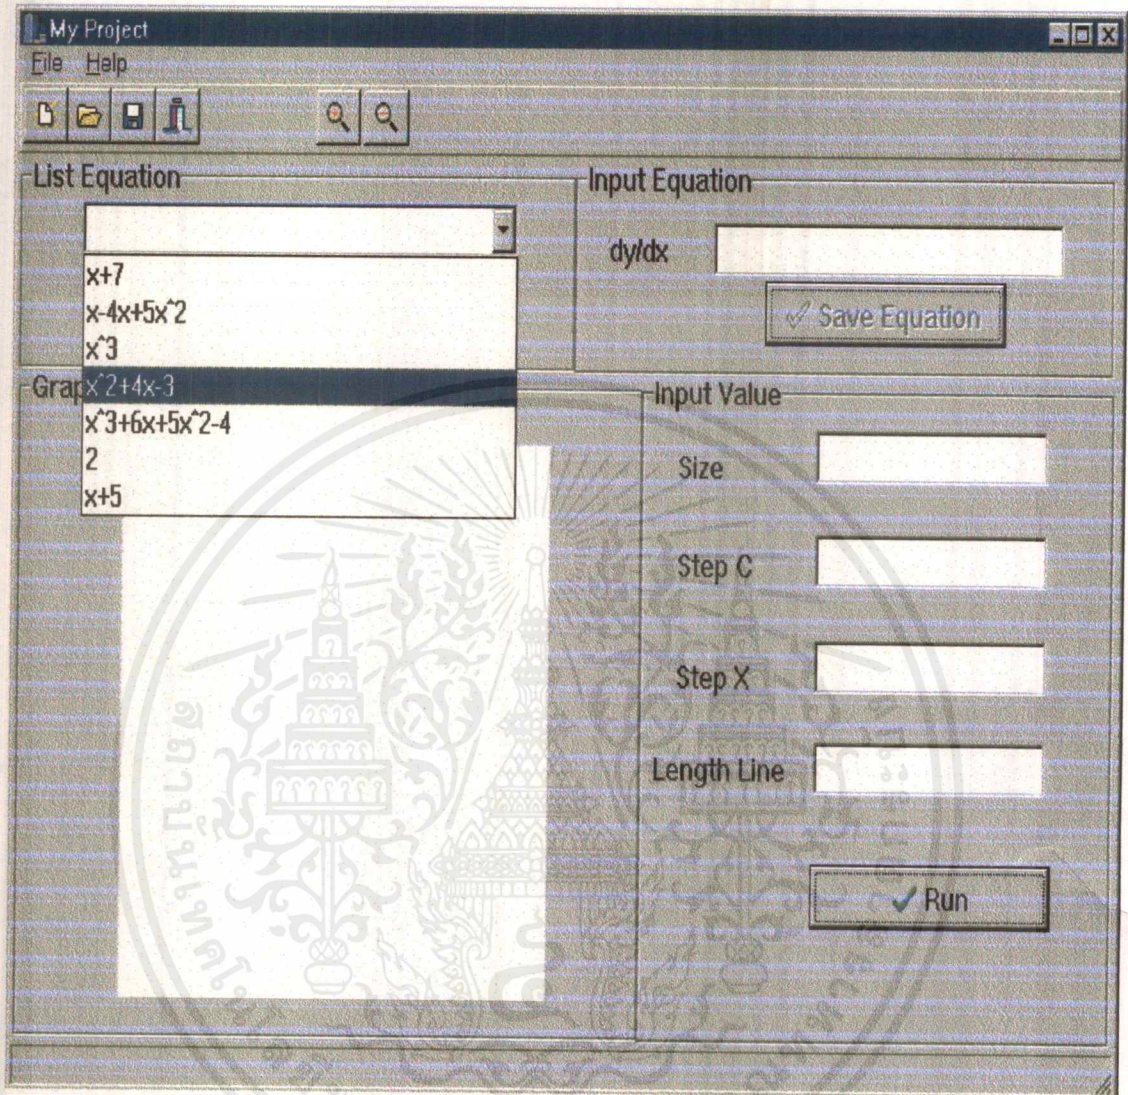 My Project
File Help
List Equation
Input Equation
dy/dx
Save Equation
x+7
x-4x+5x^2
x^3
x^2+4x-3
x^3+6x+5x^2-4
2
x+5
Grap
Input Value
Size
Step C
Step X
Length Line
Run